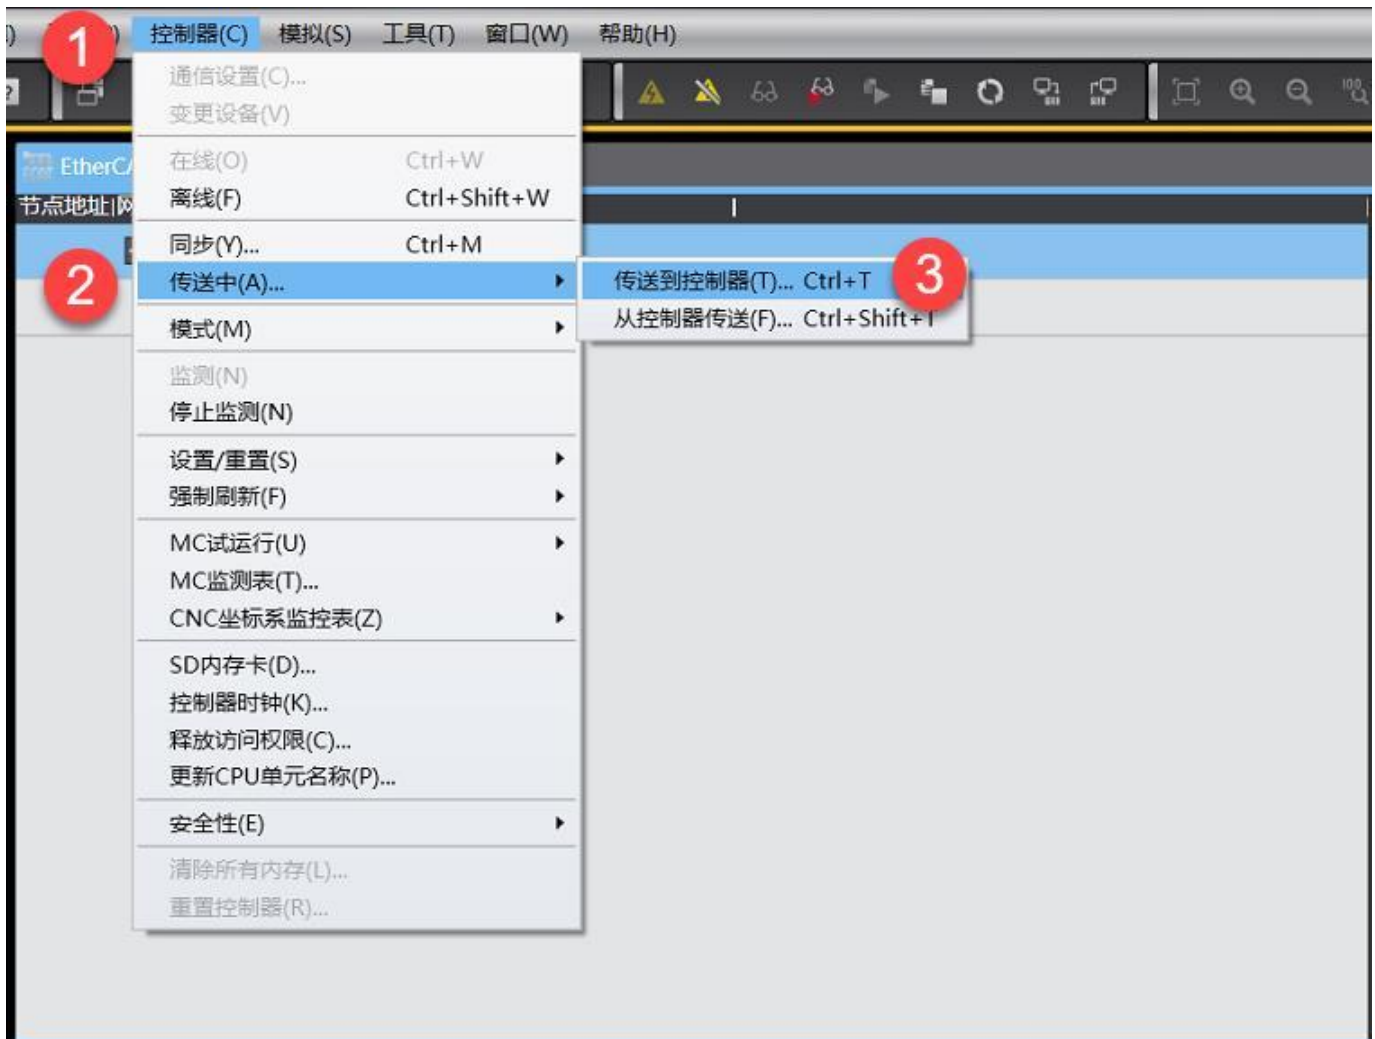 控制器(C) 模拟(S) 工具(T) 窗口(W) 帮助(H)
1
通信设置(C)...
变更设备(V)
100
EtherCA
在线(O) Ctrl+W
节点地址|网
离线(F) Ctrl+Shift+W
同步(Y)... Ctrl+M
2
传送中(A)...
传送到控制器(T)... Ctrl+T
3
从控制器传送(F)... Ctrl+Shift+T
模式(M)
监测(N)
停止监测(N)
设置/重置(S)
强制刷新(F)
MC试运行(U)
MC监测表(T)...
CNC坐标系监控表(Z)
SD内存卡(D)...
控制器时钟(K)...
释放访问权限(C)...
更新CPU单元名称(P)...
安全性(E)
清除所有内存(L)...
重置控制器(R)...